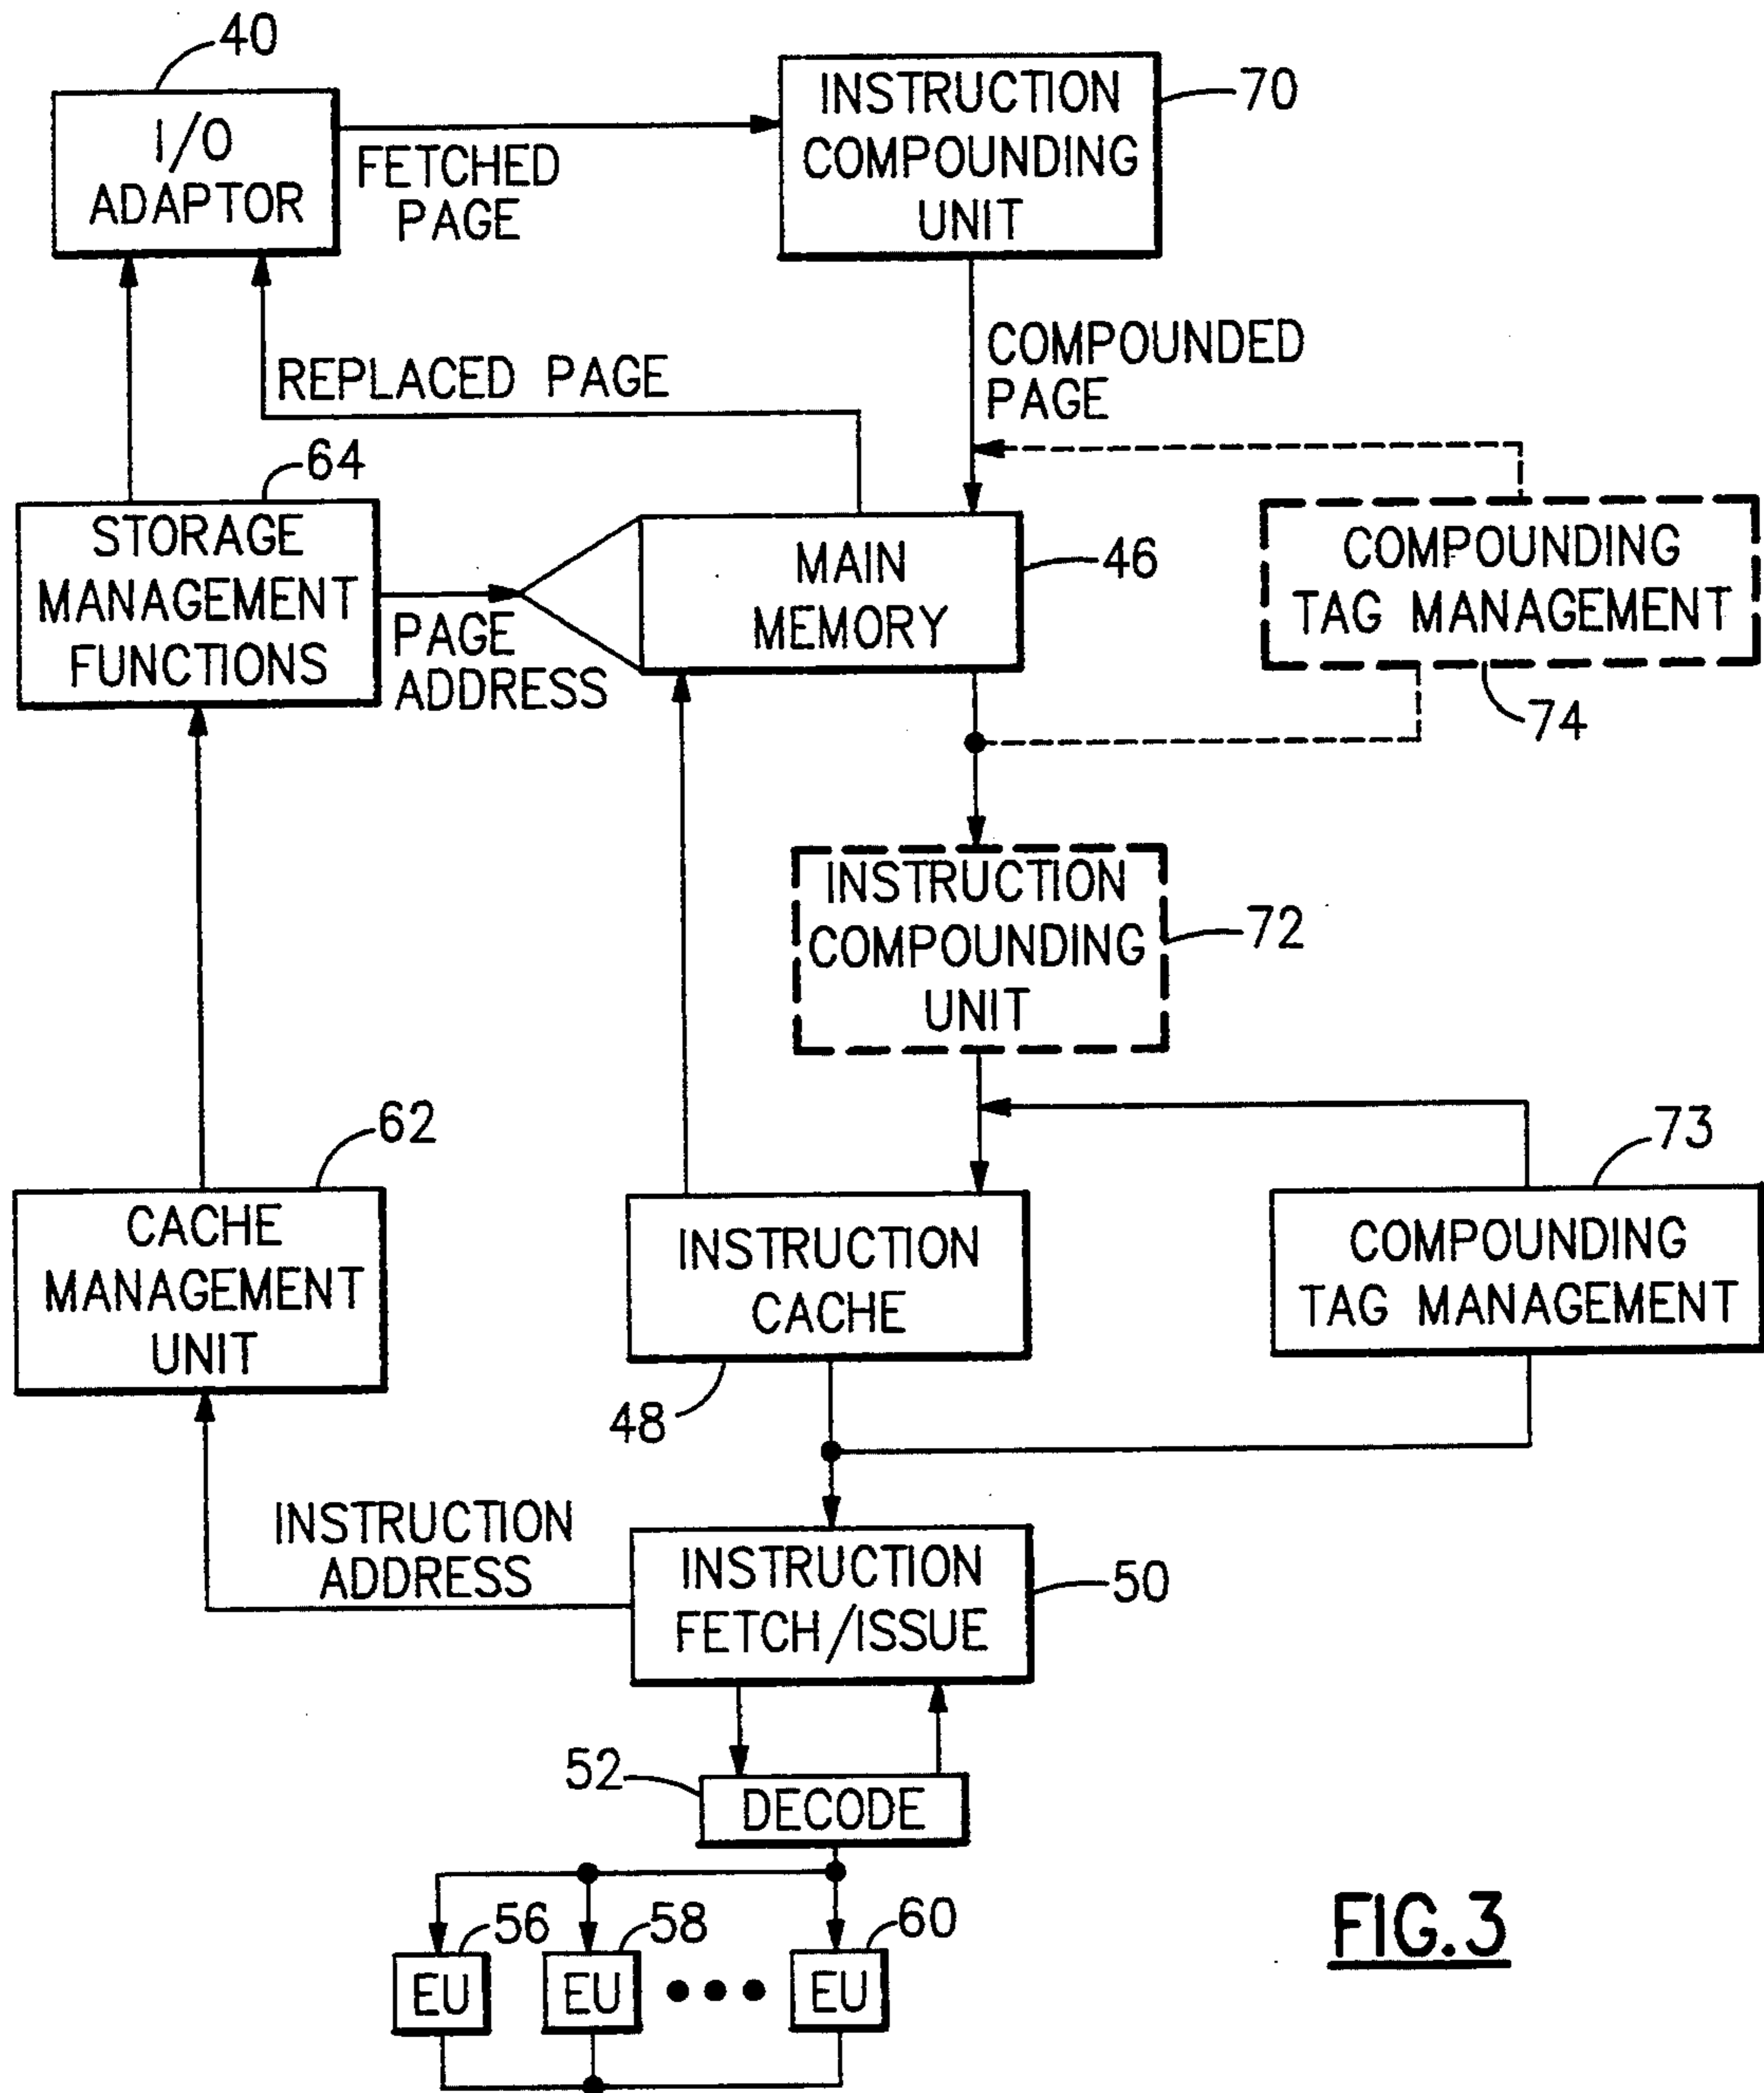 40
I/O
ADAPTOR
FETCHED
PAGE
INSTRUCTION
COMPOUNDING
UNIT
70
REPLACED PAGE
COMPOUNDED
PAGE
64
STORAGE
MANAGEMENT
FUNCTIONS
PAGE
ADDRESS
MAIN
MEMORY
46
COMPOUNDING
TAG MANAGEMENT
74
INSTRUCTION
COMPOUNDING
UNIT
72
62
CACHE
MANAGEMENT
UNIT
INSTRUCTION
CACHE
48
73
COMPOUNDING
TAG MANAGEMENT
INSTRUCTION
ADDRESS
INSTRUCTION
FETCH/ISSUE
50
52
DECODE
56
EU
58
EU
60
EU
FIG.3